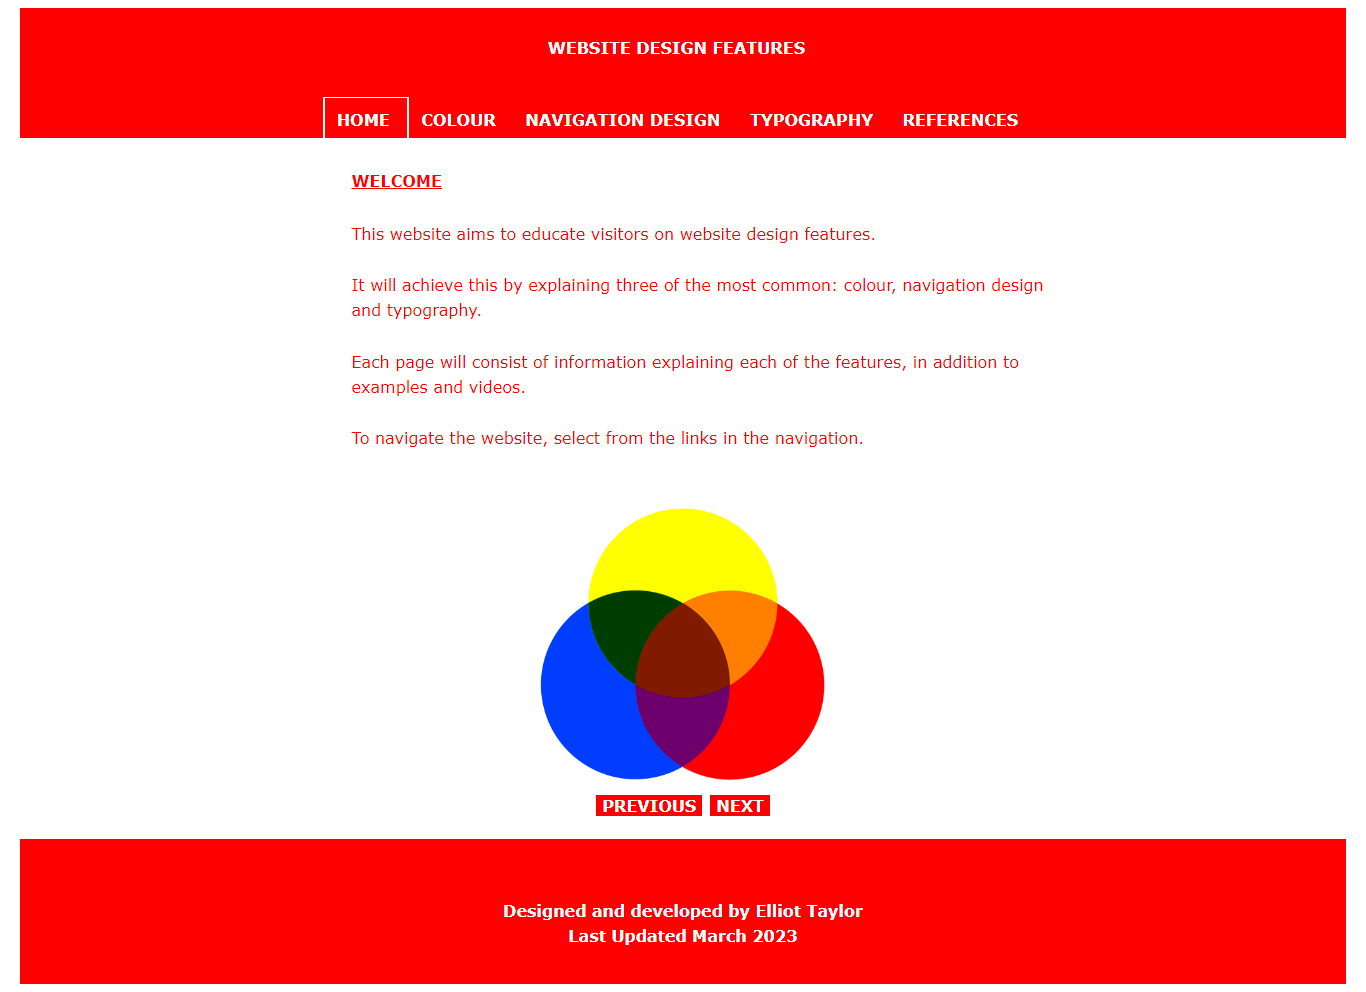 WEBSITE DESIGN FEATURES
HOME COLOUR NAVIGATION DESIGN TYPOGRAPHY REFERENCES
WELCOME
This website aims to educate visitors on website design features.
It will achieve this by explaining three of the most common: colour, navigation design
and typography.
Each page will consist of information explaining each of the features, in addition to
examples and videos.
To navigate the website, select from the links in the navigation.
PREVIOUS NEXT
Designed and developed by Elliot Taylor
Last Updated March 2023